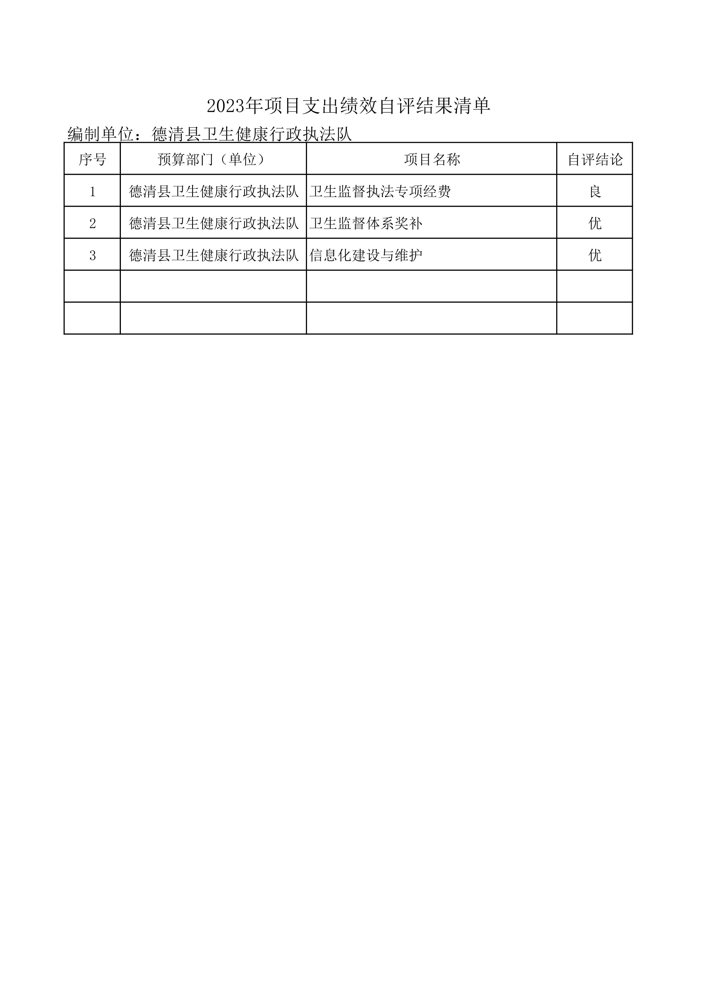 2023年项目支出绩效自评结果清单
编制单位：德清县卫生健康行政执法队
序号 预算部门（单位） 项目名称 自评结论
1 德清县卫生健康行政执法队 卫生监督执法专项经费 良
2 德清县卫生健康行政执法队 卫生监督体系奖补 优
3 德清县卫生健康行政执法队 信息化建设与维护 优